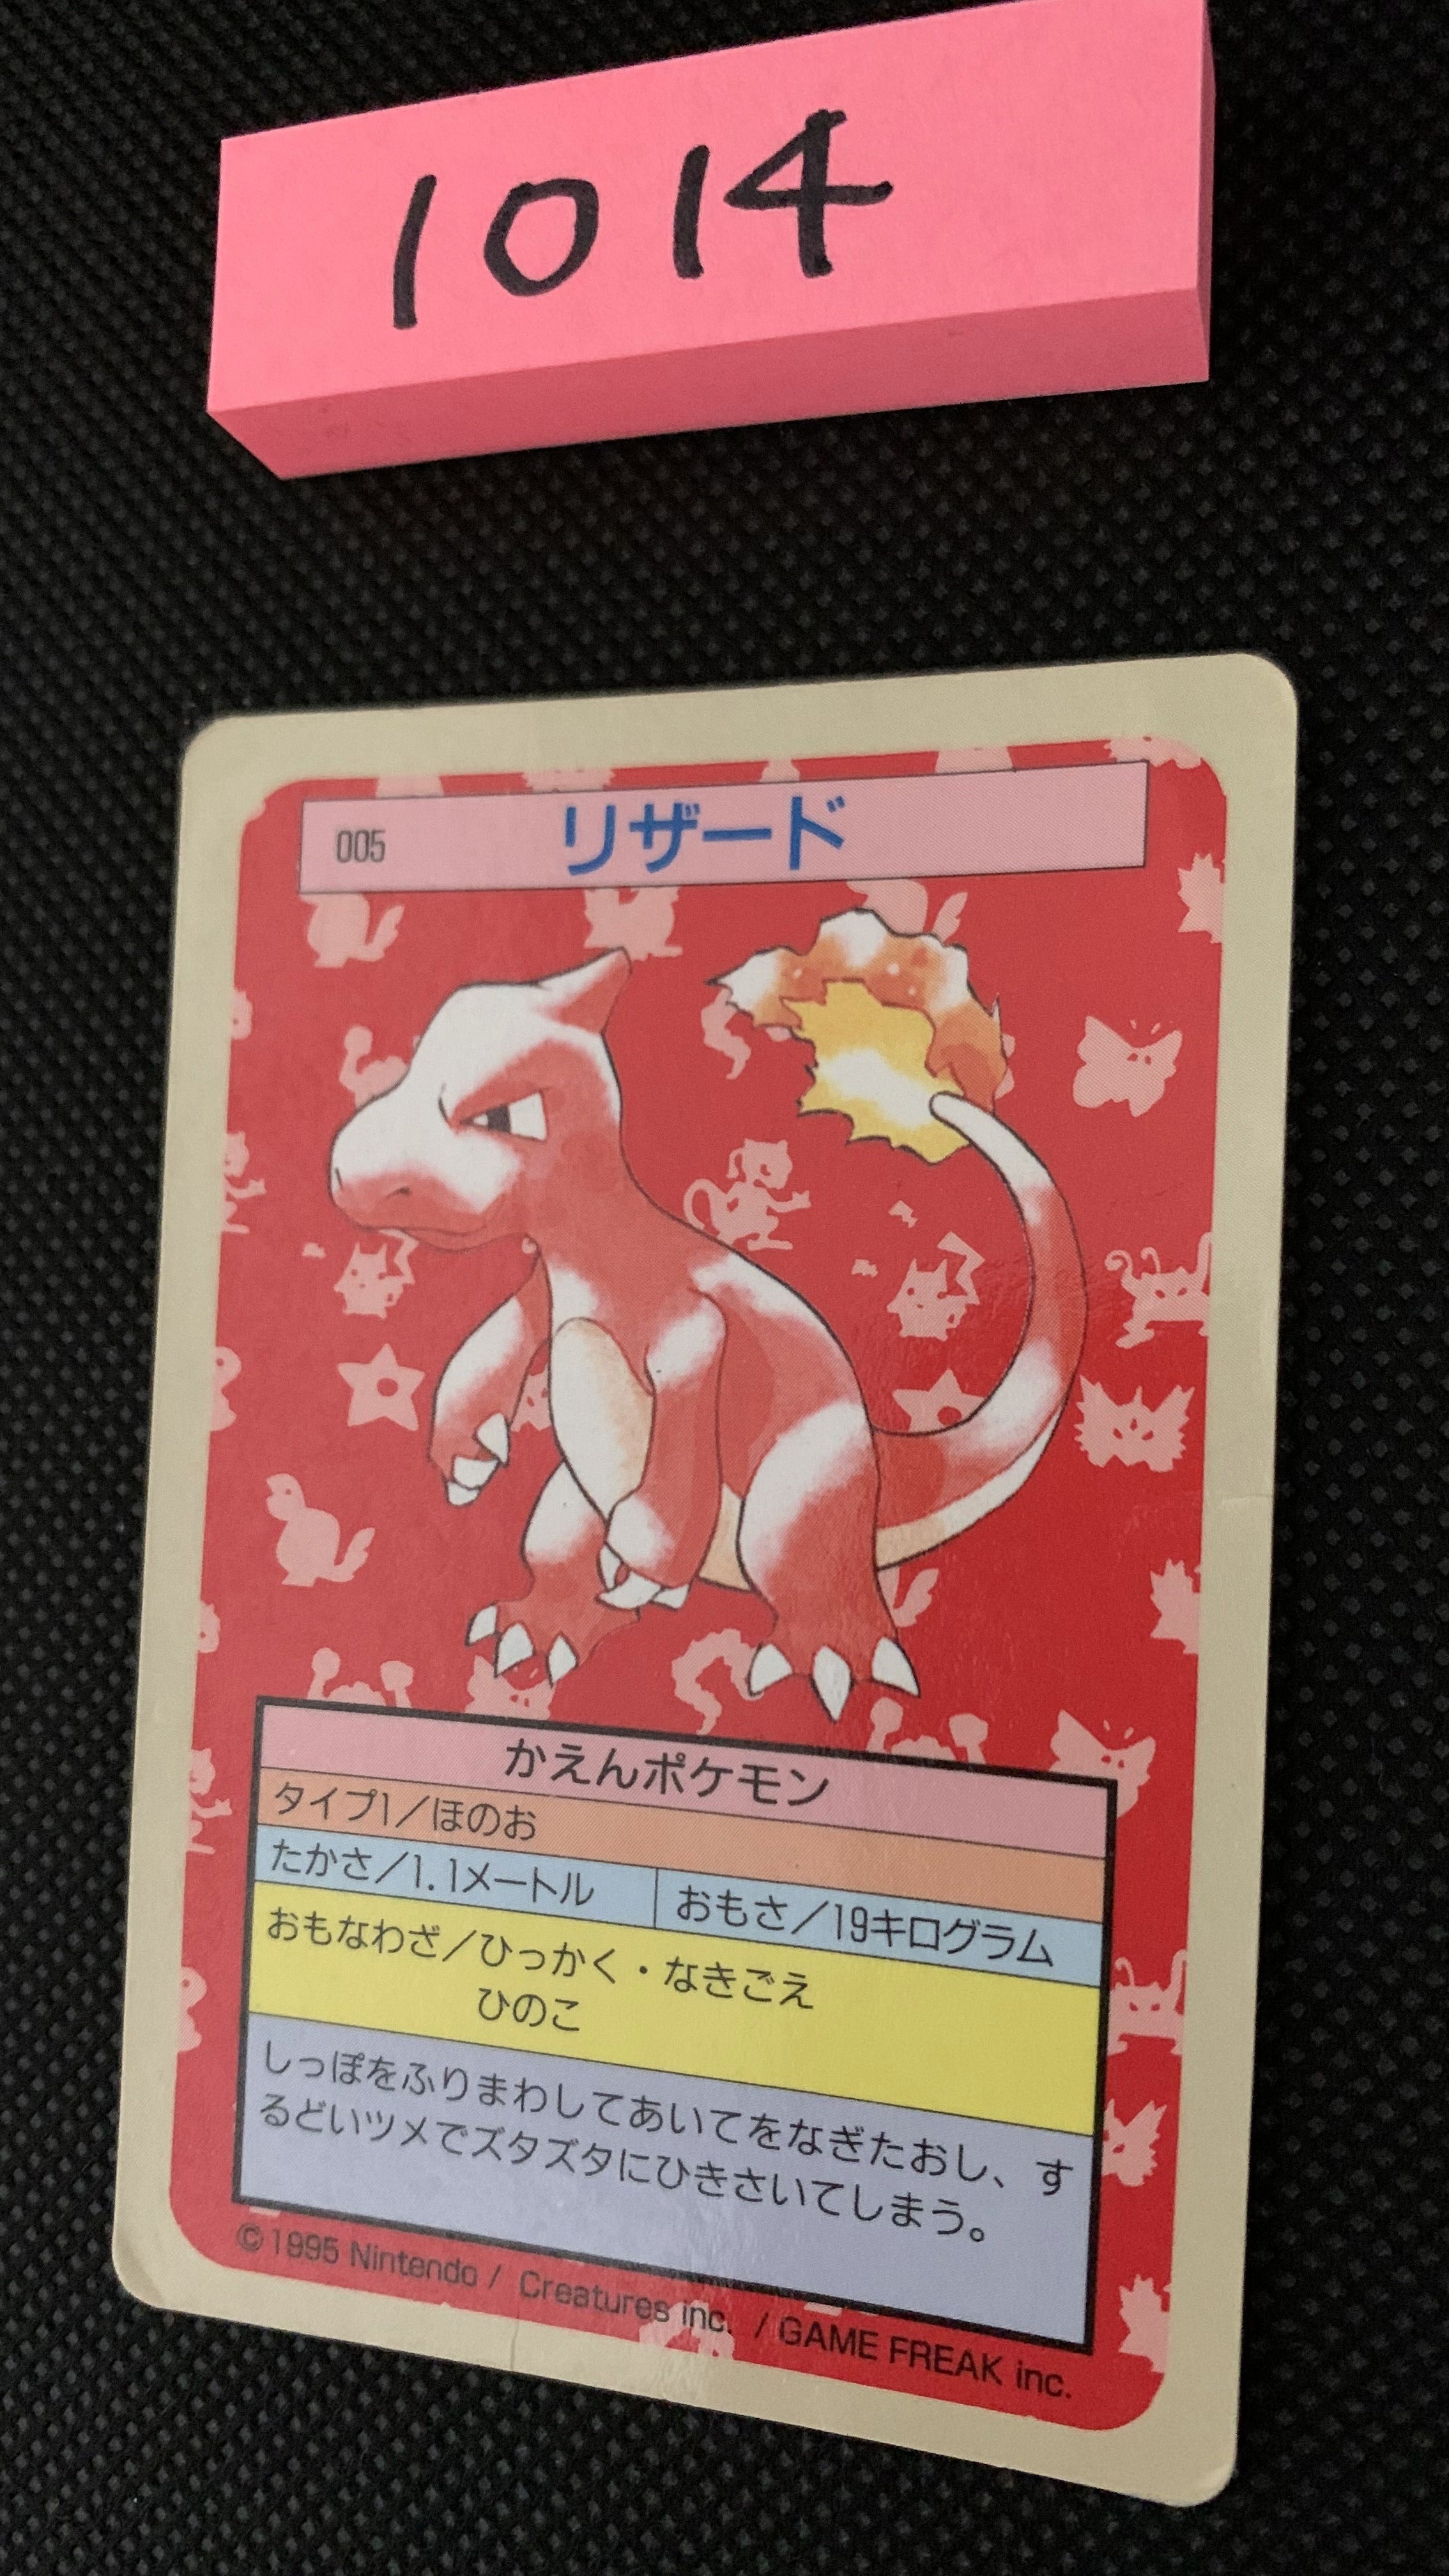 1014
005 リザード
かえんポケモン
タイプ1/ほのお
たかさ/1.1メートル おもさ/19キログラム
おもなわざ/ひっかく・なきごえ
ひのこ
しっぽをふりまわしてあいてをなぎたおし、す
るどいツメでズタズタにひきさいてしまう。
©1995 Nintendo / Creatures inc. / GAME FREAK inc.